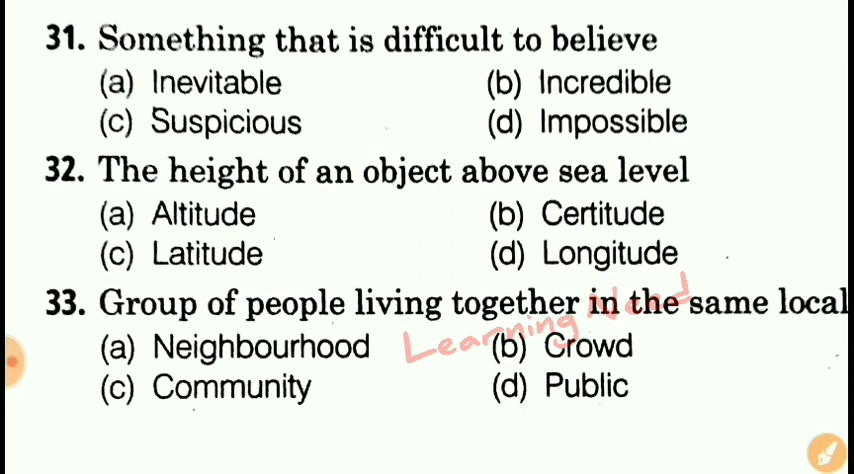 31. Something that is difficult to believe
(a) Inevitable (b) Incredible
(c) Suspicious (d) Impossible
32. The height of an object above sea level
(a) Altitude (b) Certitude
(c) Latitude (d) Longitude
33. Group of people living together in the same local
Learning Need
(a) Neighbourhood (b) Crowd
(c) Community (d) Public